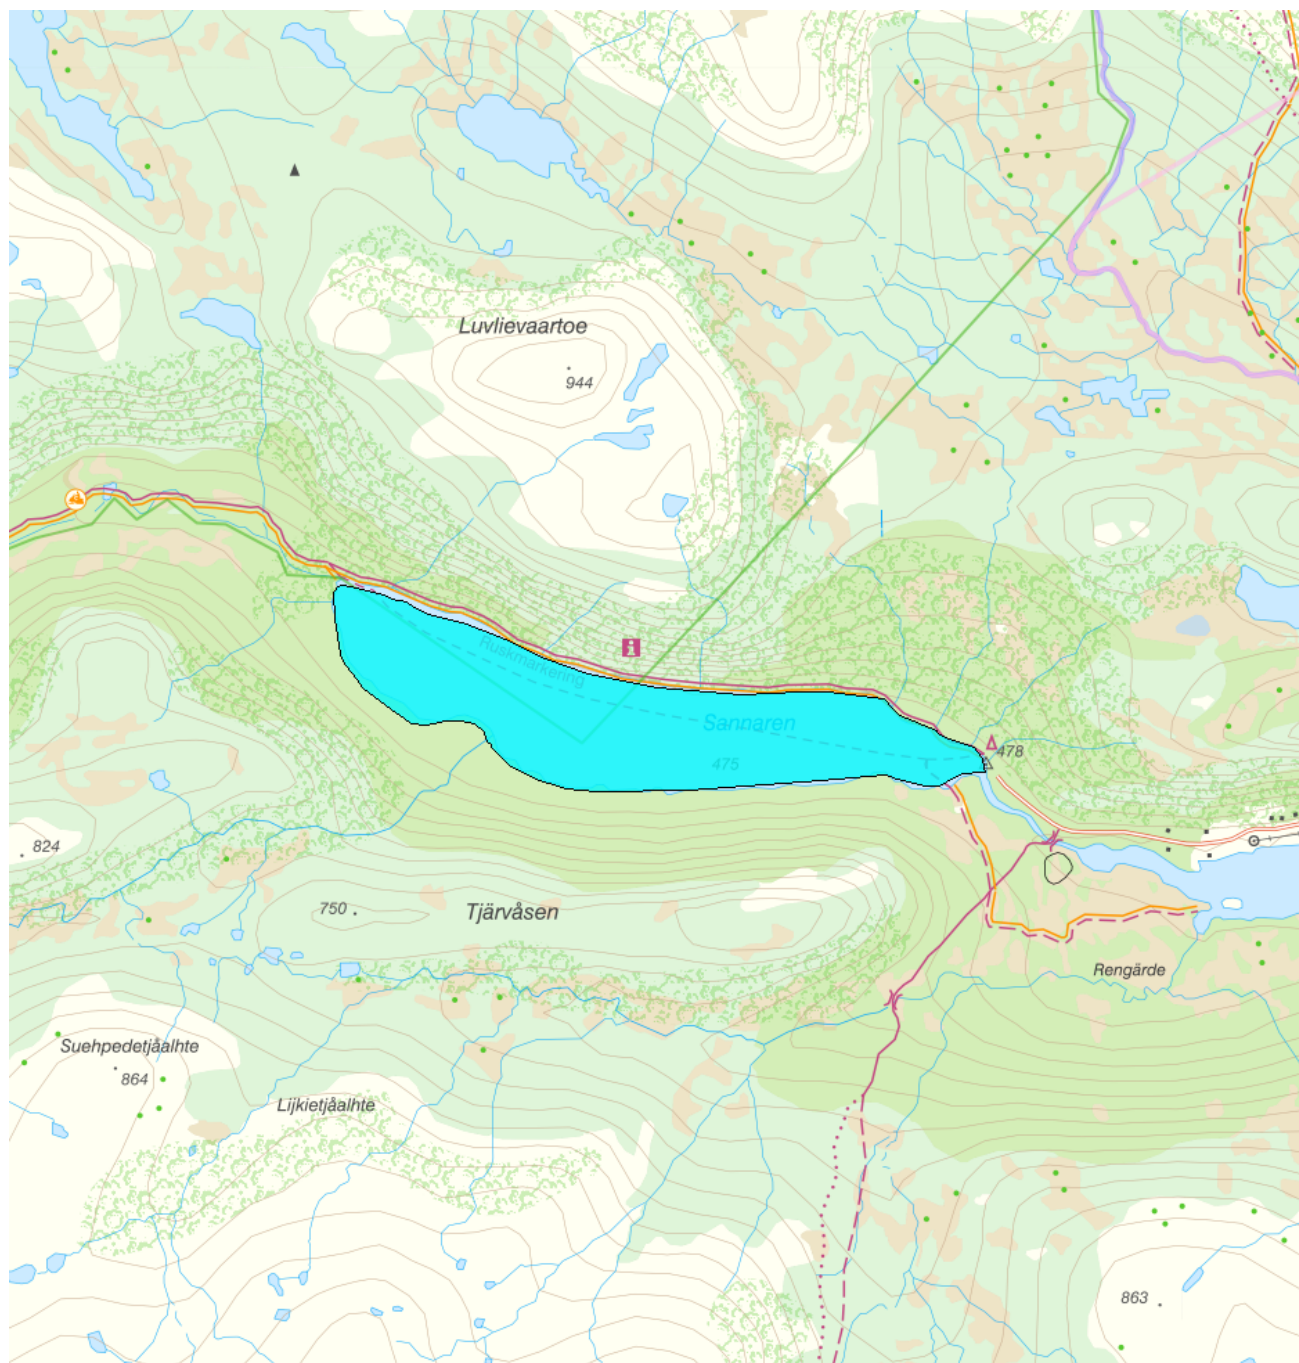 Luvlievaartoe
944
Ruskmarkering
Sannaren
478
475
824
750
Tjärvåsen
Rengärde
Suehpedetjåalhte
864
Lijkietjåalhte
863